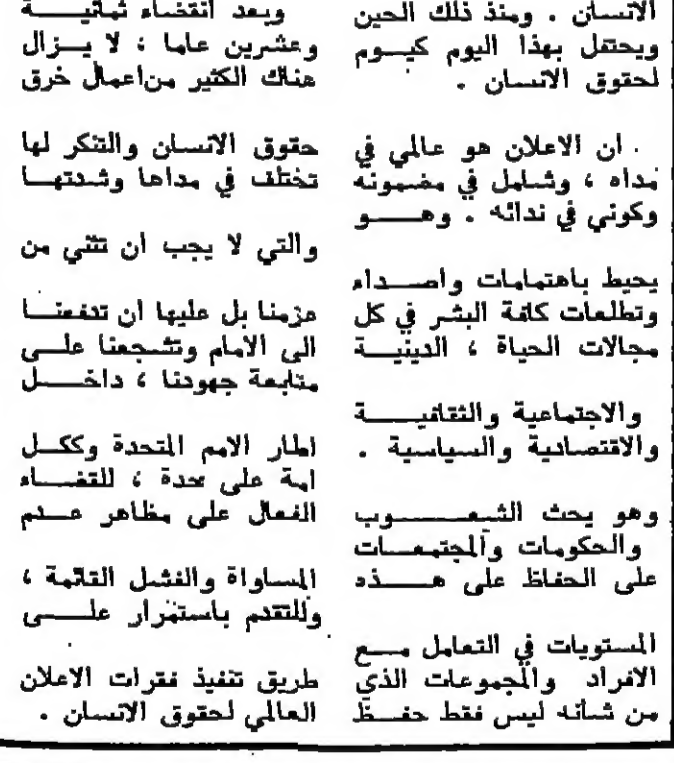 الانسان . ومنذ ذلك الحين
ويحتفل بهذا اليوم كيوم
لحقوق الانسان .
ان الاعلان هو عالمي في
مداه ، وشامل في مضمونه
وكوني في ندائه . وهو
يحيط باهتمامات واصداء
وتطلعات كافة البشر في كل
مجالات الحياة ، الدينية
والاجتماعية والثقافية
والاقتصادية والسياسية .
وهو يحث الشعوب
والحكومات والمجتمعات
على الحفاظ على هذه
المستويات في التعامل مع
الافراد والمجموعات الذي
من شأنه ليس فقط حفظ
وبعد انقضاء ثمانية
وعشرين عاما ، لا يزال
هناك الكثير من اعمال خرق
حقوق الانسان والتنكر لها
تختلف في مداها وشدتها
والتي لا يجب ان تثني من
عزمنا بل عليها ان تدفعنا
الى الامام وتشجعنا على
متابعة جهودنا ، داخل
اطار الامم المتحدة وككل
امة على حدة ، للقضاء
الفعال على مظاهر عدم
المساواة والفشل القائمة ،
وللتقدم باستمرار على
طريق تنفيذ فقرات الاعلان
العالمي لحقوق الانسان .